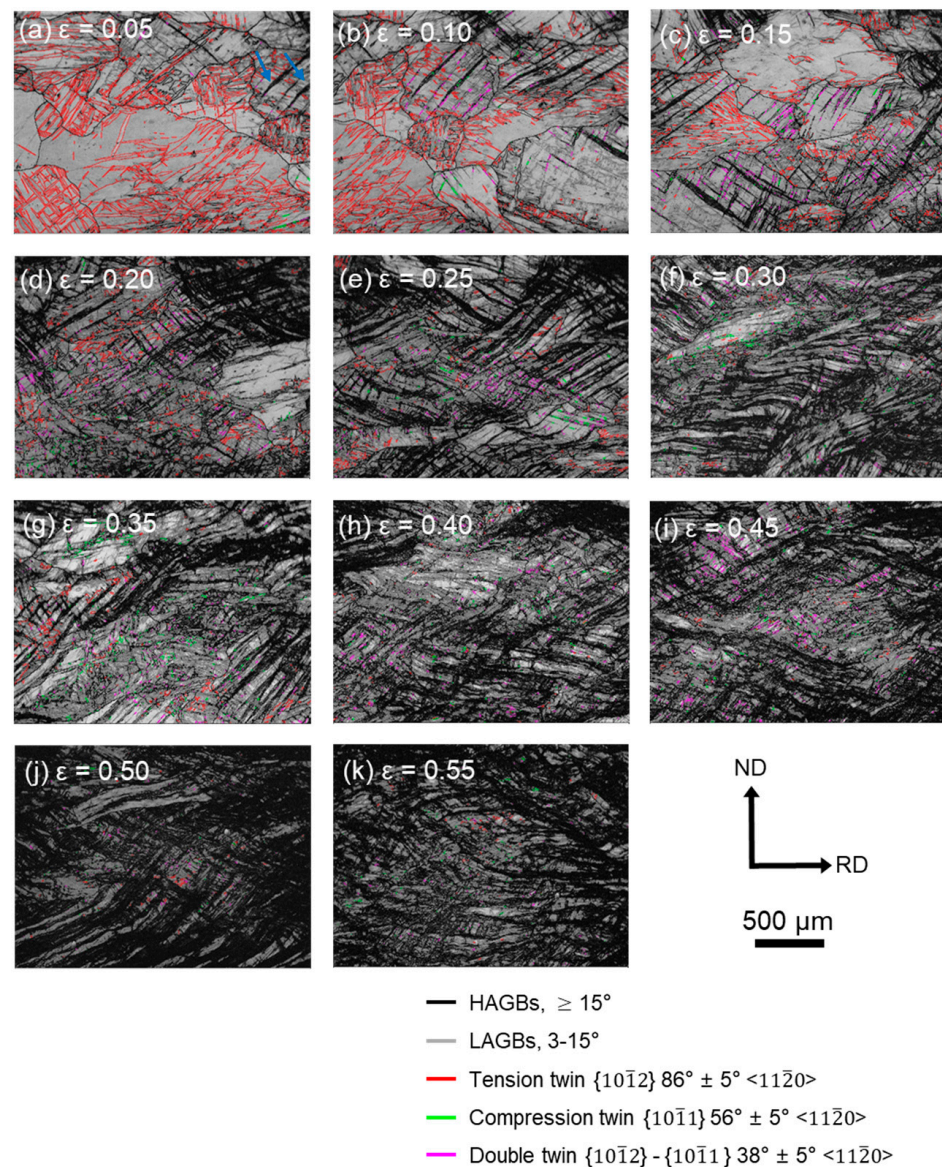 (a) ε = 0.05
(b) ε = 0.10
(c) ε = 0.15
(d) ε = 0.20
(e) ε = 0.25
(f) ε = 0.30
(g) ε = 0.35
(h) ε = 0.40
(i) ε = 0.45
(j) ε = 0.50
(k) ε = 0.55
ND
RD
500 μm
HAGBs, ≥ 15°
LAGBs, 3-15°
Tension twin {101̅2} 86° ± 5° <112̅0>
Compression twin {101̅1} 56° ± 5° <112̅0>
Double twin {101̅2} - {101̅1} 38° ± 5° <112̅0>